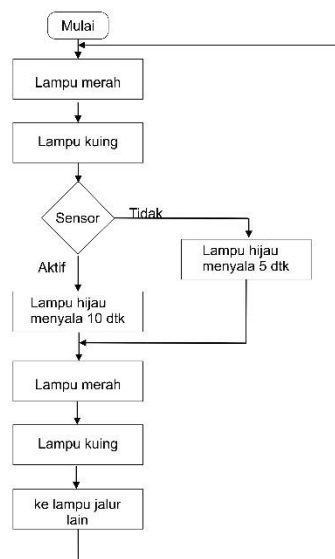 Mulai
Lampu merah
Lampu kuing
Sensor
Tidak
Aktif
Lampu hijau
menyala 5 dtk
Lampu hijau
menyala 10 dtk
Lampu merah
Lampu kuing
ke lampu jalur
lain